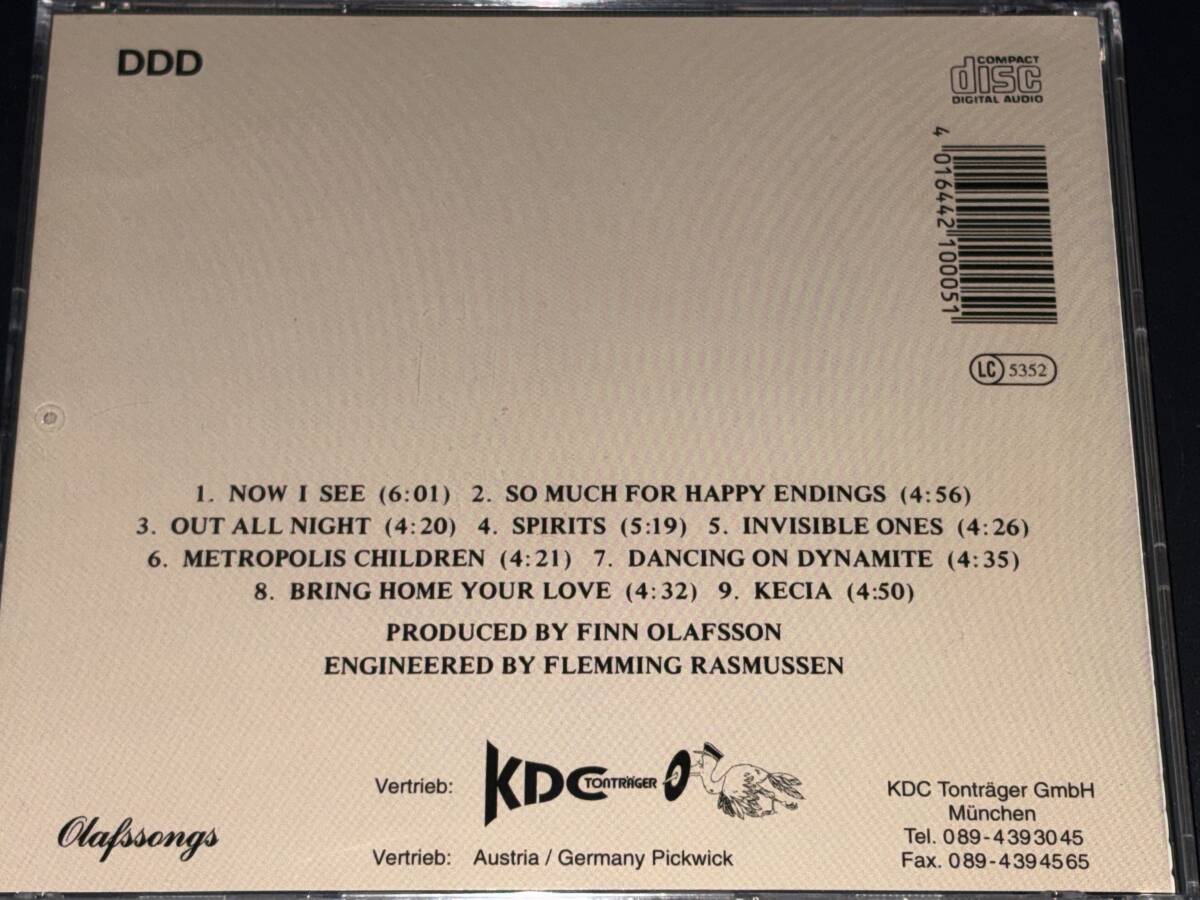 DDD
COMPACT
disc
DIGITAL AUDIO
4 016442 100051
LC 5352
1. NOW I SEE (6:01) 2. SO MUCH FOR HAPPY ENDINGS (4:56)
3. OUT ALL NIGHT (4:20) 4. SPIRITS (5:19) 5. INVISIBLE ONES (4:26)
6. METROPOLIS CHILDREN (4:21) 7. DANCING ON DYNAMITE (4:35)
8. BRING HOME YOUR LOVE (4:32) 9. KECIA (4:50)
PRODUCED BY FINN OLAFSSON
ENGINEERED BY FLEMMING RASMUSSEN
Vertrieb: KDC TONTRÄGER
Olafssongs
Vertrieb: Austria / Germany Pickwick
KDC Tonträger GmbH
München
Tel. 089-4393045
Fax. 089-4394565